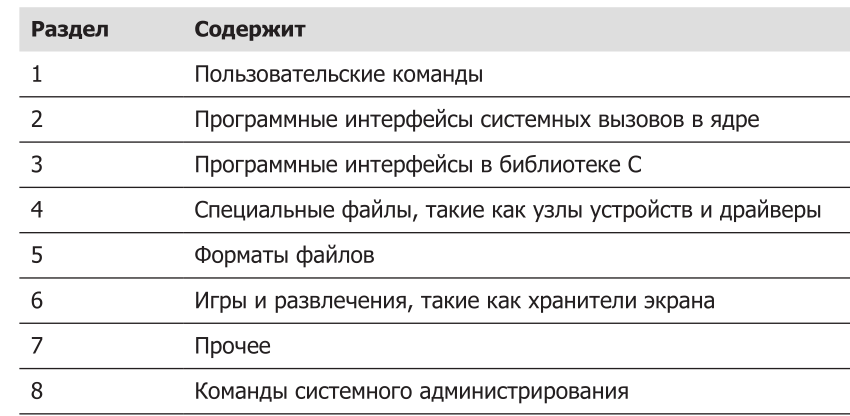 Раздел Содержит
1 Пользовательские команды
2 Программные интерфейсы системных вызовов в ядре
3 Программные интерфейсы в библиотеке C
4 Специальные файлы, такие как узлы устройств и драйверы
5 Форматы файлов
6 Игры и развлечения, такие как хранители экрана
7 Прочее
8 Команды системного администрирования